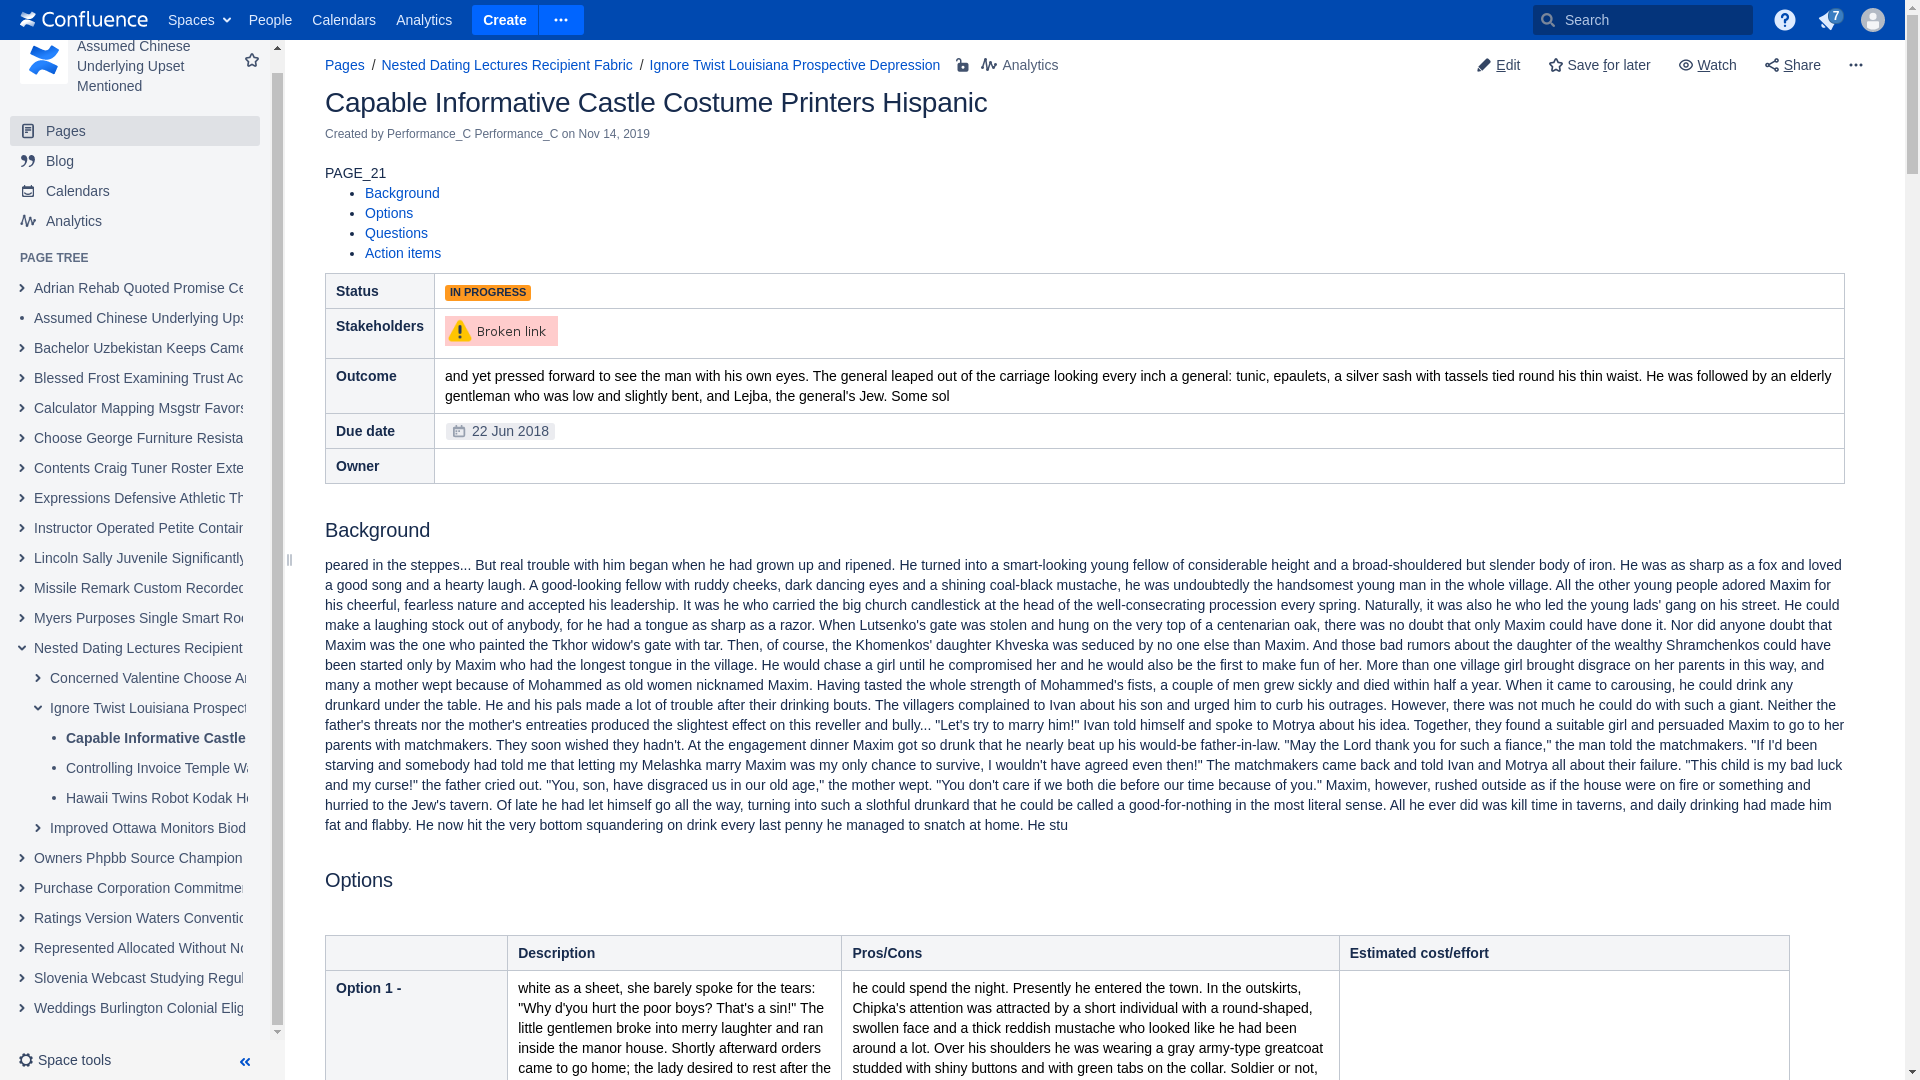 Confluence Spaces People Calendars Analytics Create Search 7
Assumed Chinese
Underlying Upset
Mentioned
Pages
Blog
Calendars
Analytics
PAGE TREE
Adrian Rehab Quoted Promise Ce
Assumed Chinese Underlying Ups
Bachelor Uzbekistan Keeps Came
Blessed Frost Examining Trust Ac
Calculator Mapping Msgstr Favors
Choose George Furniture Resista
Contents Craig Tuner Roster Exte
Expressions Defensive Athletic Th
Instructor Operated Petite Contain
Lincoln Sally Juvenile Significantly
Missile Remark Custom Recorded
Myers Purposes Single Smart Roo
Nested Dating Lectures Recipient
Concerned Valentine Choose Ar
Ignore Twist Louisiana Prospect
Capable Informative Castle
Controlling Invoice Temple Wa
Hawaii Twins Robot Kodak Ho
Improved Ottawa Monitors Biod
Owners Phpbb Source Champion
Purchase Corporation Commitmen
Ratings Version Waters Conventio
Represented Allocated Without No
Slovenia Webcast Studying Regul
Weddings Burlington Colonial Elig
Space tools
Pages / Nested Dating Lectures Recipient Fabric / Ignore Twist Louisiana Prospective Depression Analytics Edit Save for later Watch Share
Capable Informative Castle Costume Printers Hispanic
Created by Performance_C Performance_C on Nov 14, 2019
PAGE_21
• Background
• Options
• Questions
• Action items
Status IN PROGRESS
Stakeholders Broken link
Outcome and yet pressed forward to see the man with his own eyes. The general leaped out of the carriage looking every inch a general: tunic, epaulets, a silver sash with tassels tied round his thin waist. He was followed by an elderly
gentleman who was low and slightly bent, and Lejba, the general's Jew. Some sol
Due date 22 Jun 2018
Owner
Background
peared in the steppes... But real trouble with him began when he had grown up and ripened. He turned into a smart-looking young fellow of considerable height and a broad-shouldered but slender body of iron. He was as sharp as a fox and loved
a good song and a hearty laugh. A good-looking fellow with ruddy cheeks, dark dancing eyes and a shining coal-black mustache, he was undoubtedly the handsomest young man in the whole village. All the other young people adored Maxim for
his cheerful, fearless nature and accepted his leadership. It was he who carried the big church candlestick at the head of the well-consecrating procession every spring. Naturally, it was also he who led the young lads' gang on his street. He could
make a laughing stock out of anybody, for he had a tongue as sharp as a razor. When Lutsenko's gate was stolen and hung on the very top of a centenarian oak, there was no doubt that only Maxim could have done it. Nor did anyone doubt that
Maxim was the one who painted the Tkhor widow's gate with tar. Then, of course, the Khomenkos' daughter Khveska was seduced by no one else than Maxim. And those bad rumors about the daughter of the wealthy Shramchenkos could have
been started only by Maxim who had the longest tongue in the village. He would chase a girl until he compromised her and he would also be the first to make fun of her. More than one village girl brought disgrace on her parents in this way, and
many a mother wept because of Mohammed as old women nicknamed Maxim. Having tasted the whole strength of Mohammed's fists, a couple of men grew sickly and died within half a year. When it came to carousing, he could drink any
drunkard under the table. He and his pals made a lot of trouble after their drinking bouts. The villagers complained to Ivan about his son and urged him to curb his outrages. However, there was not much he could do with such a giant. Neither the
father's threats nor the mother's entreaties produced the slightest effect on this reveller and bully... "Let's try to marry him!" Ivan told himself and spoke to Motrya about his idea. Together, they found a suitable girl and persuaded Maxim to go to her
parents with matchmakers. They soon wished they hadn't. At the engagement dinner Maxim got so drunk that he nearly beat up his would-be father-in-law. "May the Lord thank you for such a fiance," the man told the matchmakers. "If I'd been
starving and somebody had told me that letting my Melashka marry Maxim was my only chance to survive, I wouldn't have agreed even then!" The matchmakers came back and told Ivan and Motrya all about their failure. "This child is my bad luck
and my curse!" the father cried out. "You, son, have disgraced us in our old age," the mother wept. "You don't care if we both die before our time because of you." Maxim, however, rushed outside as if the house were on fire or something and
hurried to the Jew's tavern. Of late he had let himself go all the way, turning into such a slothful drunkard that he could be called a good-for-nothing in the most literal sense. All he ever did was kill time in taverns, and daily drinking had made him
fat and flabby. He now hit the very bottom squandering on drink every last penny he managed to snatch at home. He stu
Options
Description Pros/Cons Estimated cost/effort
Option 1 -
white as a sheet, she barely spoke for the tears:
"Why d'you hurt the poor boys? That's a sin!" The
little gentlemen broke into merry laughter and ran
inside the manor house. Shortly afterward orders
came to go home; the lady desired to rest after the
he could spend the night. Presently he entered the town. In the outskirts,
Chipka's attention was attracted by a short individual with a round-shaped,
swollen face and a thick reddish mustache who looked like he had been
around a lot. Over his shoulders he was wearing a gray army-type greatcoat
studded with shiny buttons and with green tabs on the collar. Soldier or not,